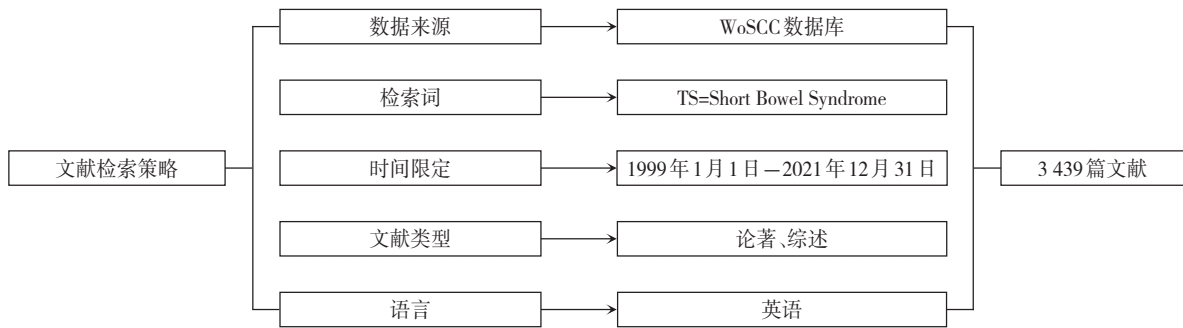 数据来源
WoSCC数据库
检索词
TS=Short Bowel Syndrome
文献检索策略
时间限定
1999年1月1日—2021年12月31日
3 439篇文献
文献类型
论著、综述
语言
英语